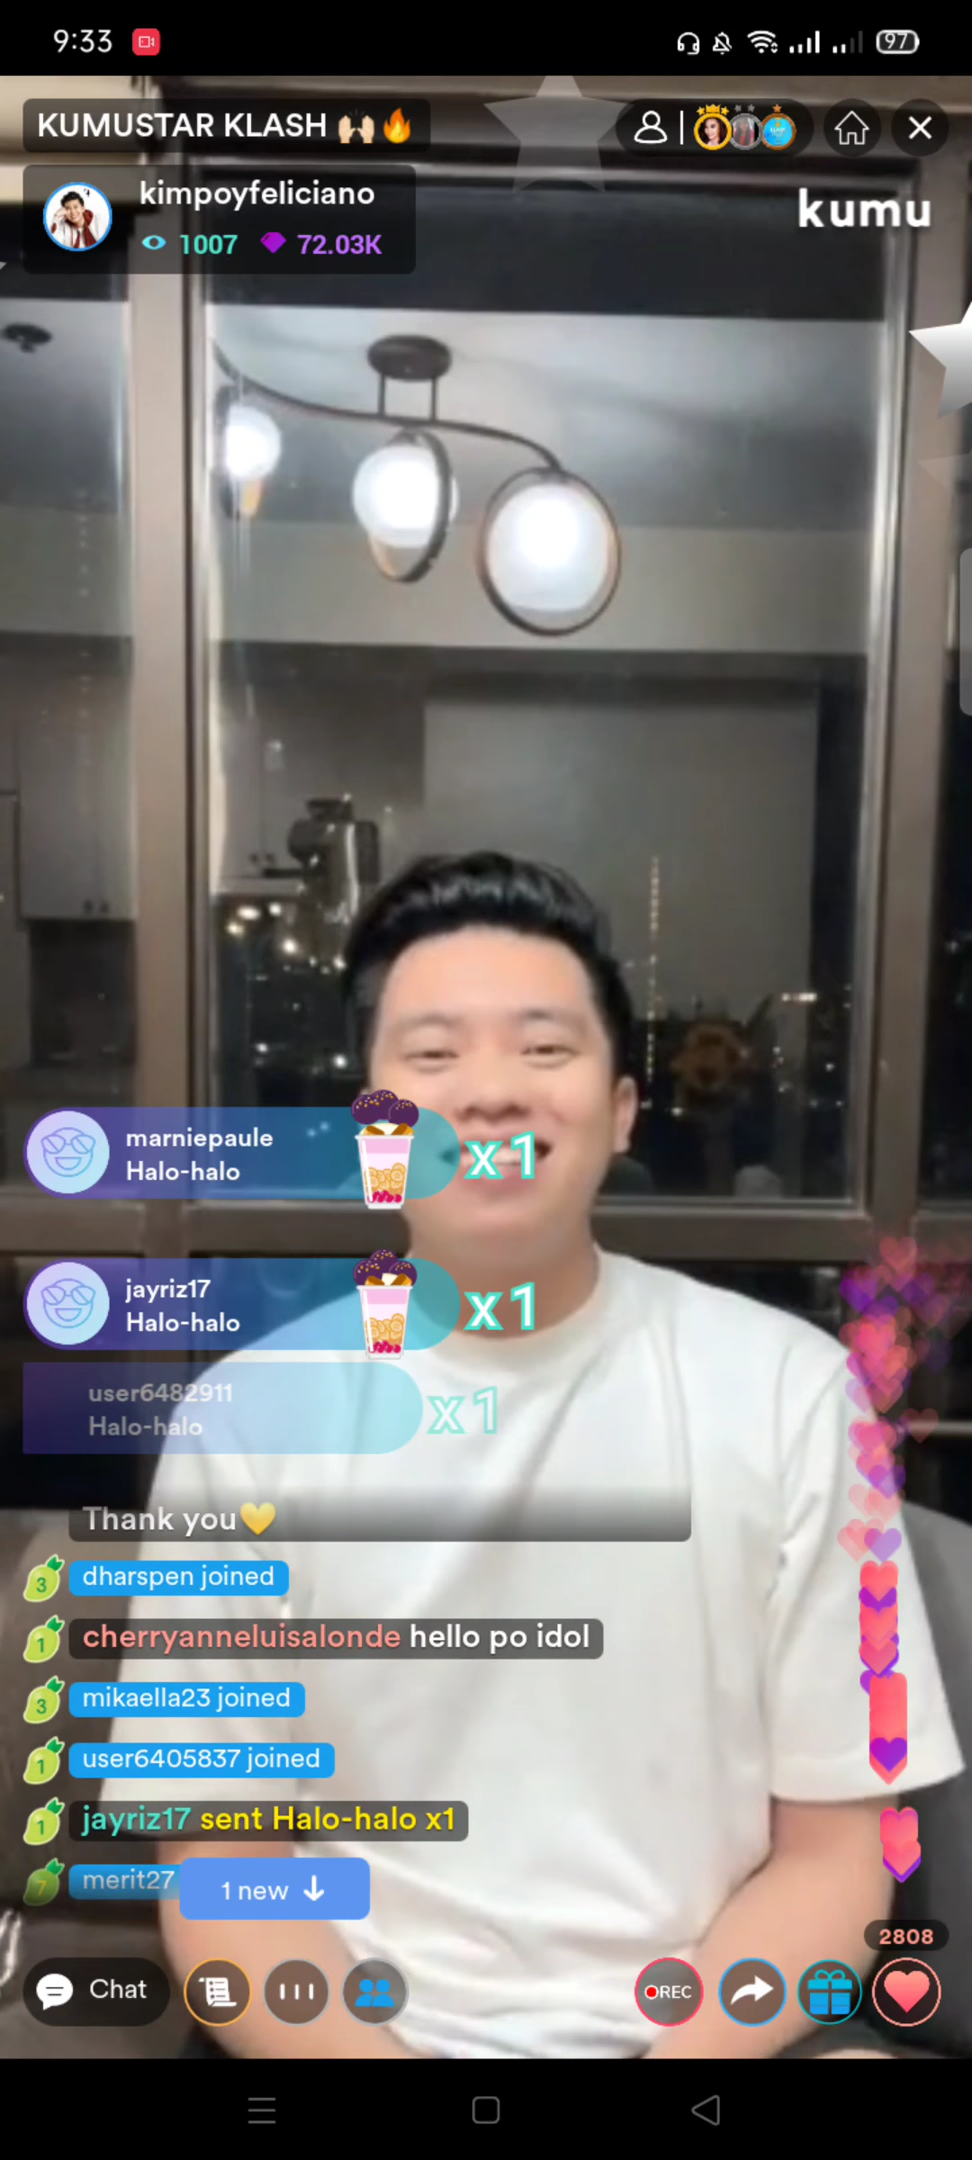 9:33
97
KUMUSTAR KLASH 🙌🏻🔥
kimpoyfeliciano
1007 72.03K
kumu
marniepaule
Halo-halo
x1
jayriz17
Halo-halo
x1
user6482911
Halo-halo
x1
Thank you💛
3 dharspen joined
1 cherryanneluisalonde hello po idol
3 mikaella23 joined
1 user6405837 joined
1 jayriz17 sent Halo-halo x1
7 merit27
1 new ↓
2808
Chat
REC